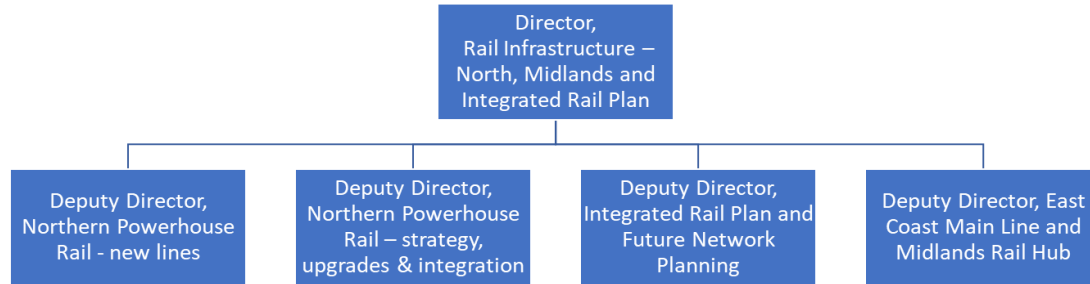 Director,
Rail Infrastructure –
North, Midlands and
Integrated Rail Plan
Deputy Director,
Northern Powerhouse
Rail - new lines
Deputy Director,
Northern Powerhouse
Rail – strategy,
upgrades & integration
Deputy Director,
Integrated Rail Plan and
Future Network
Planning
Deputy Director, East
Coast Main Line and
Midlands Rail Hub